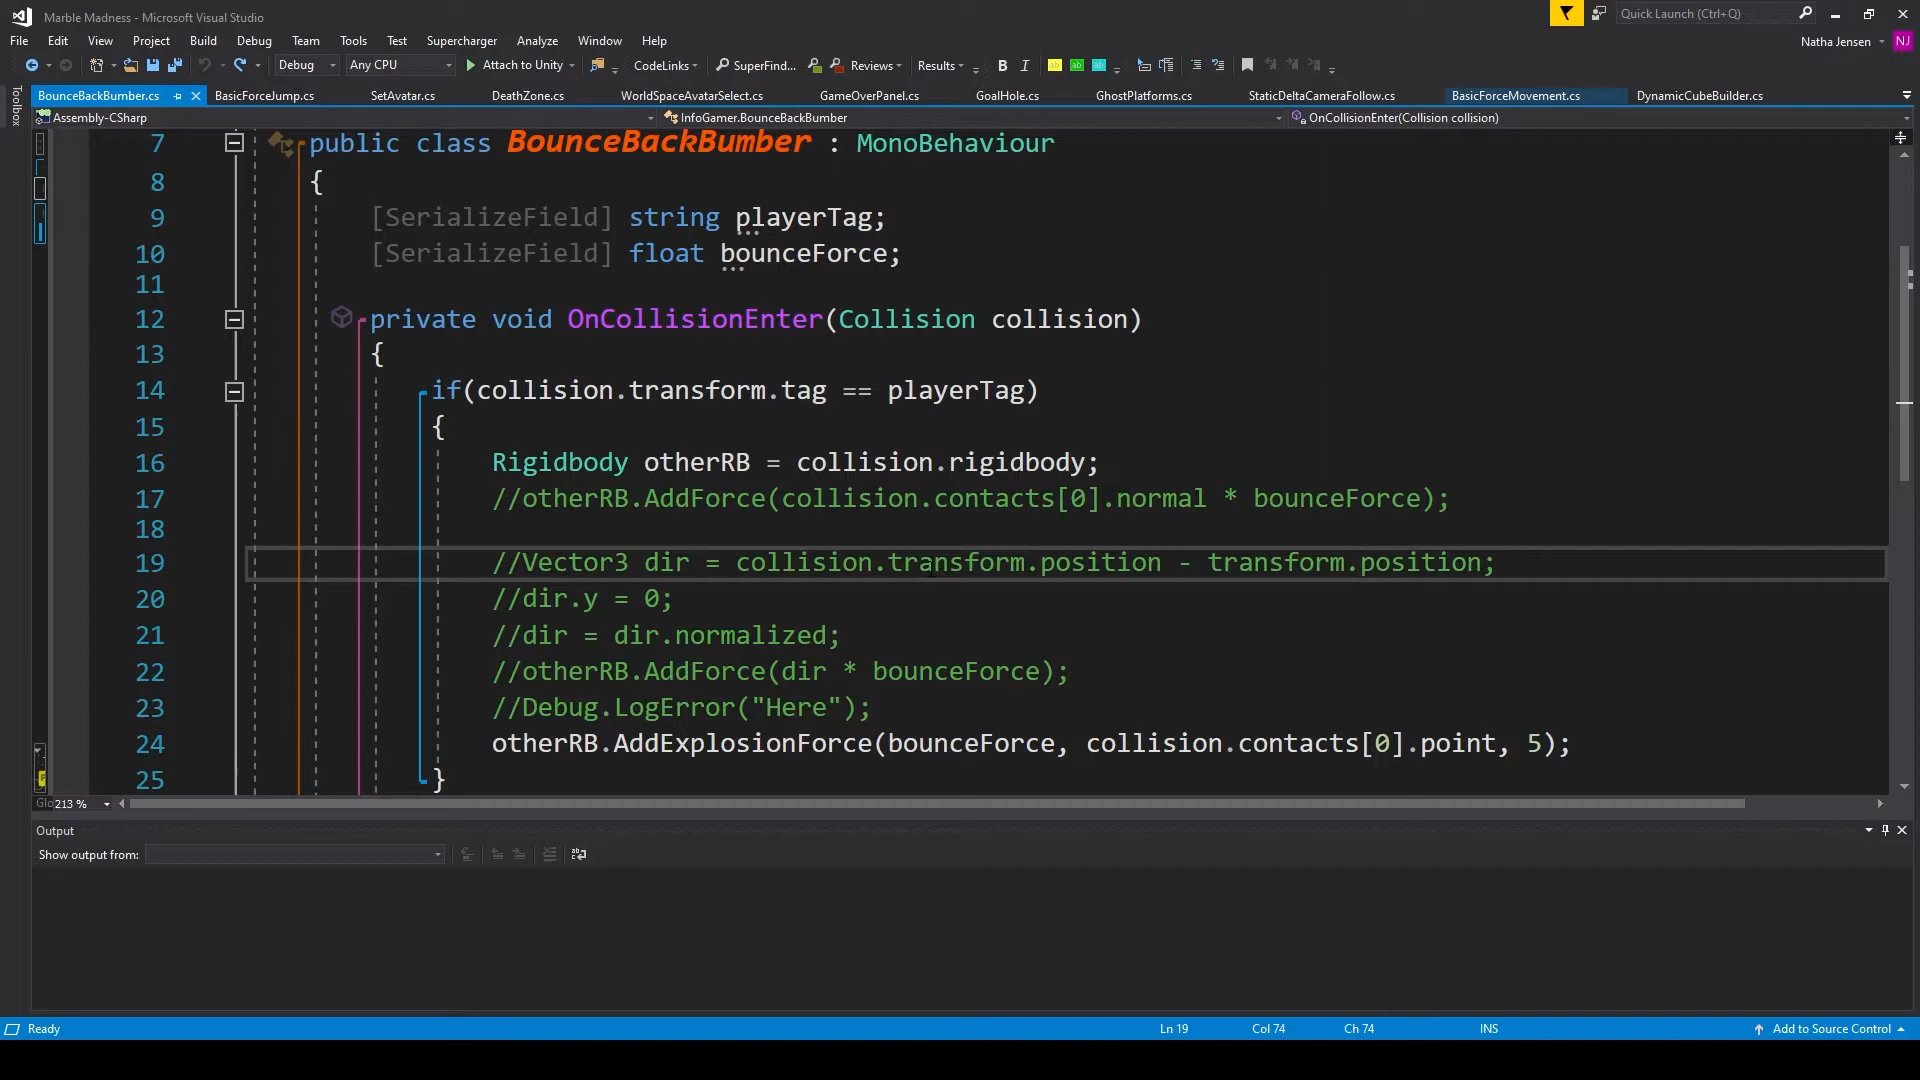 Marble Madness - Microsoft Visual Studio
Quick Launch (Ctrl+Q)
File Edit View Project Build Debug Team Tools Test Supercharger Analyze Window Help
Natha Jensen NJ
Debug Any CPU Attach to Unity CodeLinks SuperFind... Reviews Results B I ab ab ab
Toolbox
BounceBackBumber.cs BasicForceJump.cs SetAvatar.cs DeathZone.cs WorldSpaceAvatarSelect.cs GameOverPanel.cs GoalHole.cs GhostPlatforms.cs StaticDeltaCameraFollow.cs BasicForceMovement.cs DynamicCubeBuilder.cs
Assembly-CSharp InfoGamer.BounceBackBumber OnCollisionEnter(Collision collision)
7 public class BounceBackBumber : MonoBehaviour
8 {
9 [SerializeField] string playerTag;
10 [SerializeField] float bounceForce;
11
12 private void OnCollisionEnter(Collision collision)
13 {
14 if(collision.transform.tag == playerTag)
15 {
16 Rigidbody otherRB = collision.rigidbody;
17 //otherRB.AddForce(collision.contacts[0].normal * bounceForce);
18
19 //Vector3 dir = collision.transform.position - transform.position;
20 //dir.y = 0;
21 //dir = dir.normalized;
22 //otherRB.AddForce(dir * bounceForce);
23 //Debug.LogError("Here");
24 otherRB.AddExplosionForce(bounceForce, collision.contacts[0].point, 5);
25 }
Glo 213 %
Output
Show output from:
Ready Ln 19 Col 74 Ch 74 INS Add to Source Control